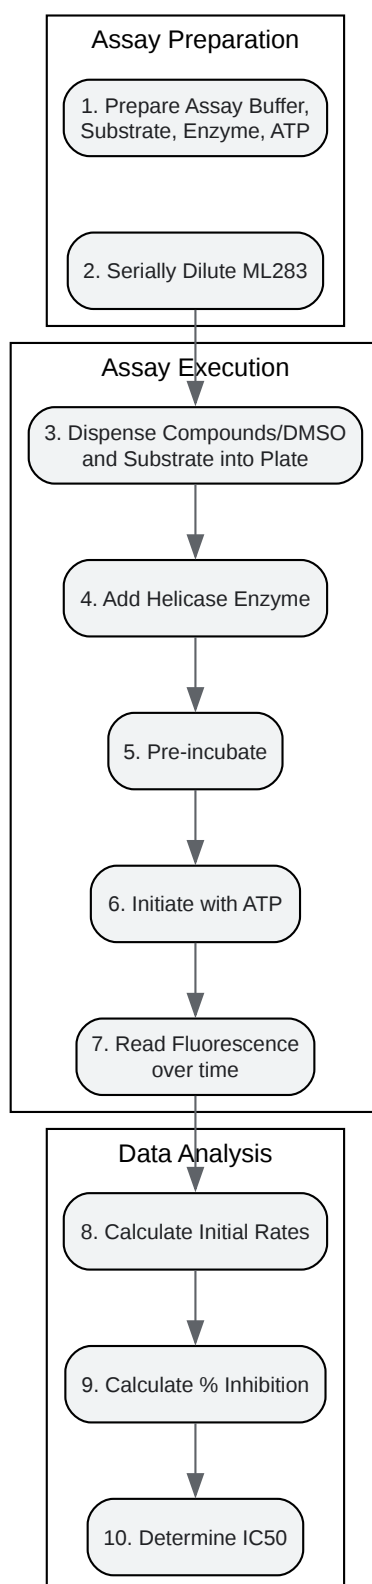 Assay Preparation
1. Prepare Assay Buffer,
Substrate, Enzyme, ATP
2. Serially Dilute ML283
Assay Execution
3. Dispense Compounds/DMSO
and Substrate into Plate
4. Add Helicase Enzyme
5. Pre-incubate
6. Initiate with ATP
7. Read Fluorescence
over time
Data Analysis
8. Calculate Initial Rates
9. Calculate % Inhibition
10. Determine IC50